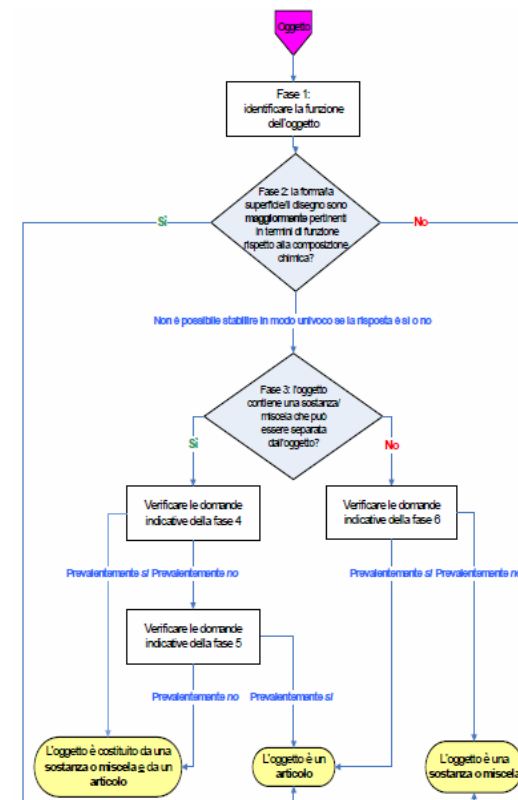 Oggetto
Fase 1:
identificare la funzione
dell'oggetto
Fase 2: la forma/la
superficie/il disegno sono
maggiormente pertinenti
in termini di funzione
rispetto alla composizione
chimica?
Sì
No
Non è possibile stabilire in modo univoco se la risposta è sì o no
Fase 3: l'oggetto
contiene una sostanza/
miscela che può
essere separata
dall'oggetto?
Sì
No
Verificare le domande
indicative della fase 4
Verificare le domande
indicative della fase 6
Prevalentemente sì Prevalentemente no
Prevalentemente sì Prevalentemente no
Verificare le domande
indicative della fase 5
Prevalentemente no Prevalentemente sì
L'oggetto è costituito da una
sostanza o miscela e da un
articolo
L'oggetto è un
articolo
L'oggetto è una
sostanza o miscela